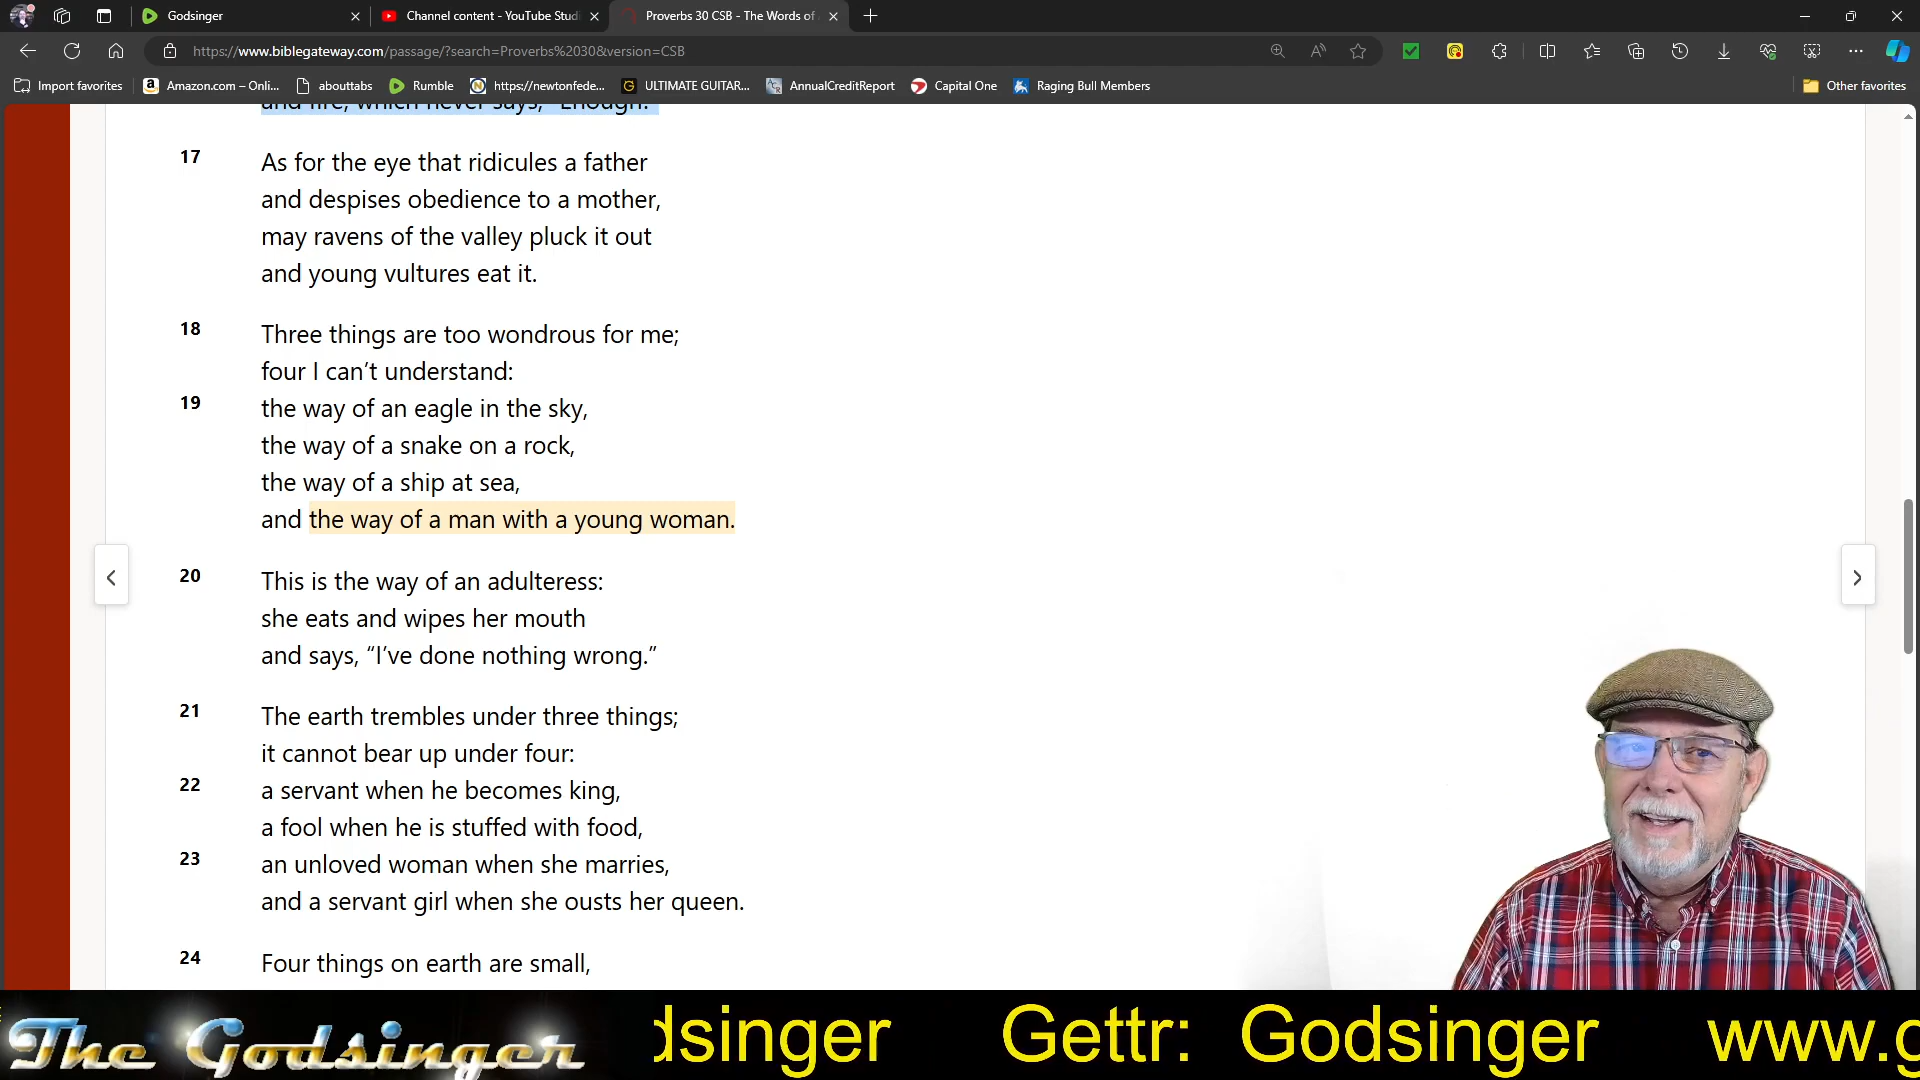 Godsinger
Channel content - YouTube Studi
Proverbs 30 CSB - The Words of
https://www.biblegateway.com/passage/?search=Proverbs%2030&version=CSB
Import favorites
Amazon.com – Onli...
abouttabs
Rumble
https://newtonfede...
ULTIMATE GUITAR...
AnnualCreditReport
Capital One
Raging Bull Members
Other favorites
and fire, which never says, “Enough!”
17 As for the eye that ridicules a father
and despises obedience to a mother,
may ravens of the valley pluck it out
and young vultures eat it.
18 Three things are too wondrous for me;
four I can’t understand:
19 the way of an eagle in the sky,
the way of a snake on a rock,
the way of a ship at sea,
and the way of a man with a young woman.
20 This is the way of an adulteress:
she eats and wipes her mouth
and says, “I’ve done nothing wrong.”
21 The earth trembles under three things;
it cannot bear up under four:
22 a servant when he becomes king,
a fool when he is stuffed with food,
23 an unloved woman when she marries,
and a servant girl when she ousts her queen.
24 Four things on earth are small,
The Godsinger
dsinger Gettr: Godsinger www.g